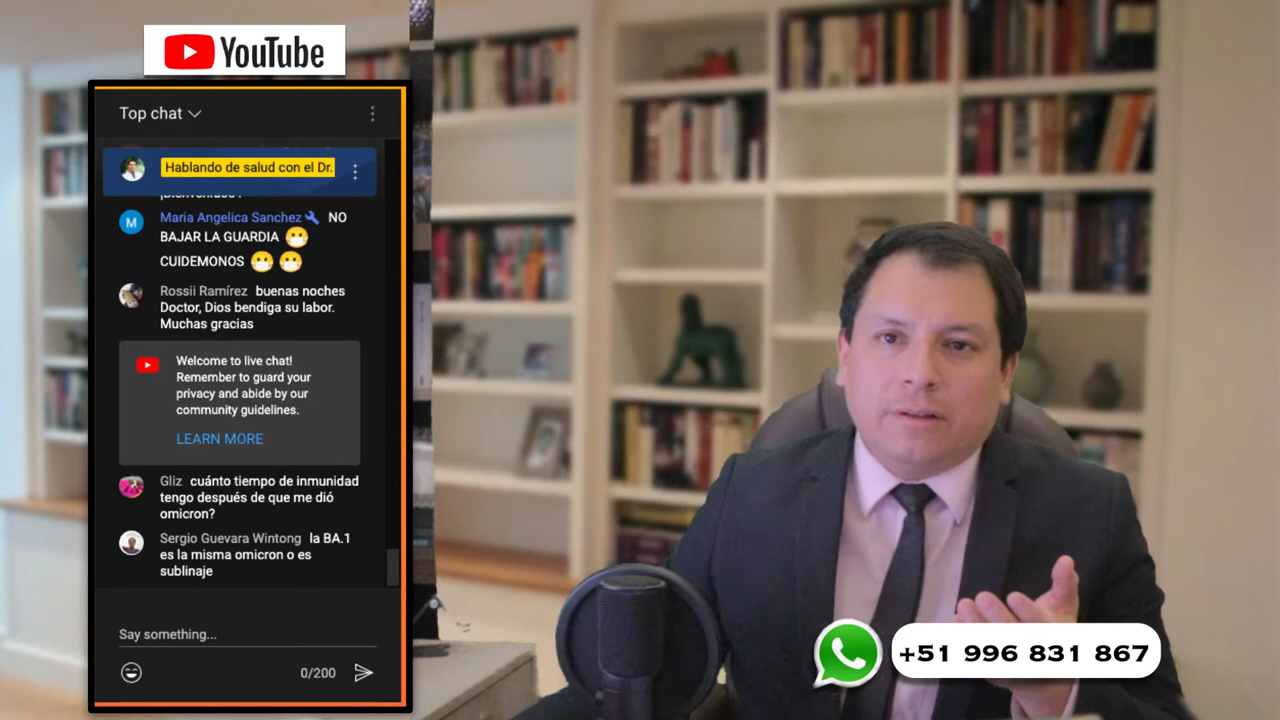 YouTube
Top chat
Hablando de salud con el Dr.
¡Bienvenidos!
M
Maria Angelica Sanchez NO
BAJAR LA GUARDIA
CUIDEMONOS
Rossii Ramírez buenas noches
Doctor, Dios bendiga su labor.
Muchas gracias
Welcome to live chat!
Remember to guard your
privacy and abide by our
community guidelines.
LEARN MORE
Gliz cuánto tiempo de inmunidad
tengo después de que me dió
omicron?
Sergio Guevara Wintong la BA.1
es la misma omicron o es
sublinaje
Say something...
0/200
+51 996 831 867